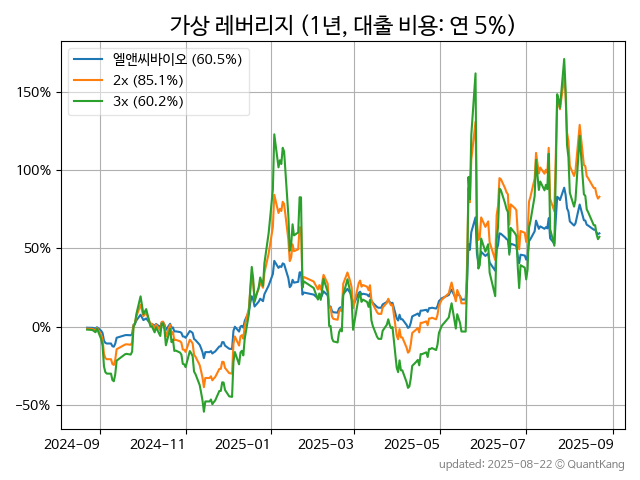 가상 레버리지 (1년, 대출 비용: 연 5%)
엘앤씨바이오 (60.5%)
2x (85.1%)
3x (60.2%)
150%
100%
50%
0%
−50%
2024-09
2024-11
2025-01
2025-03
2025-05
2025-07
2025-09
updated: 2025-08-22 © QuantKang